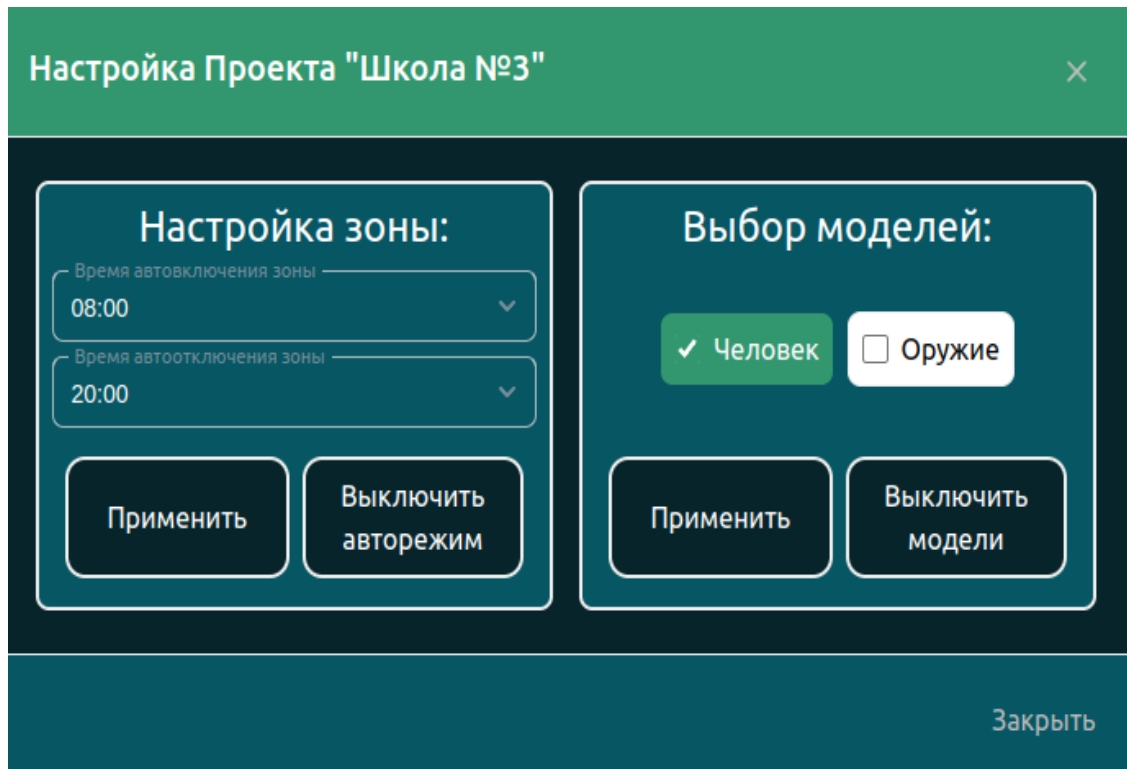 Настройка Проекта "Школа №3"
Настройка зоны:
Время автовключения зоны
08:00
Время автоотключения зоны
20:00
Применить
Выключить
авторежим
Выбор моделей:
Человек
Оружие
Применить
Выключить
модели
Закрыть